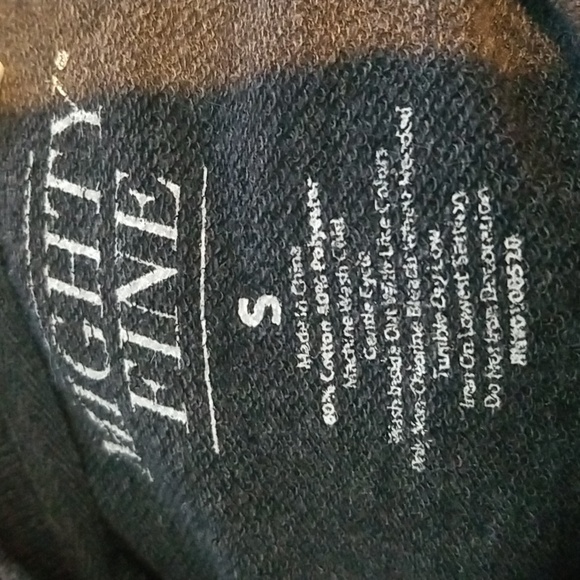 MIGHTY
FINE
S
Made in China
60% Cotton 40% Polyester
Machine Wash Cold
Gentle Cycle
Wash Inside Out With Like Colors
Only Non-Chlorine Bleach When Needed
Tumble Dry Low
Iron On Lowest Setting
Do Not Iron Decoration